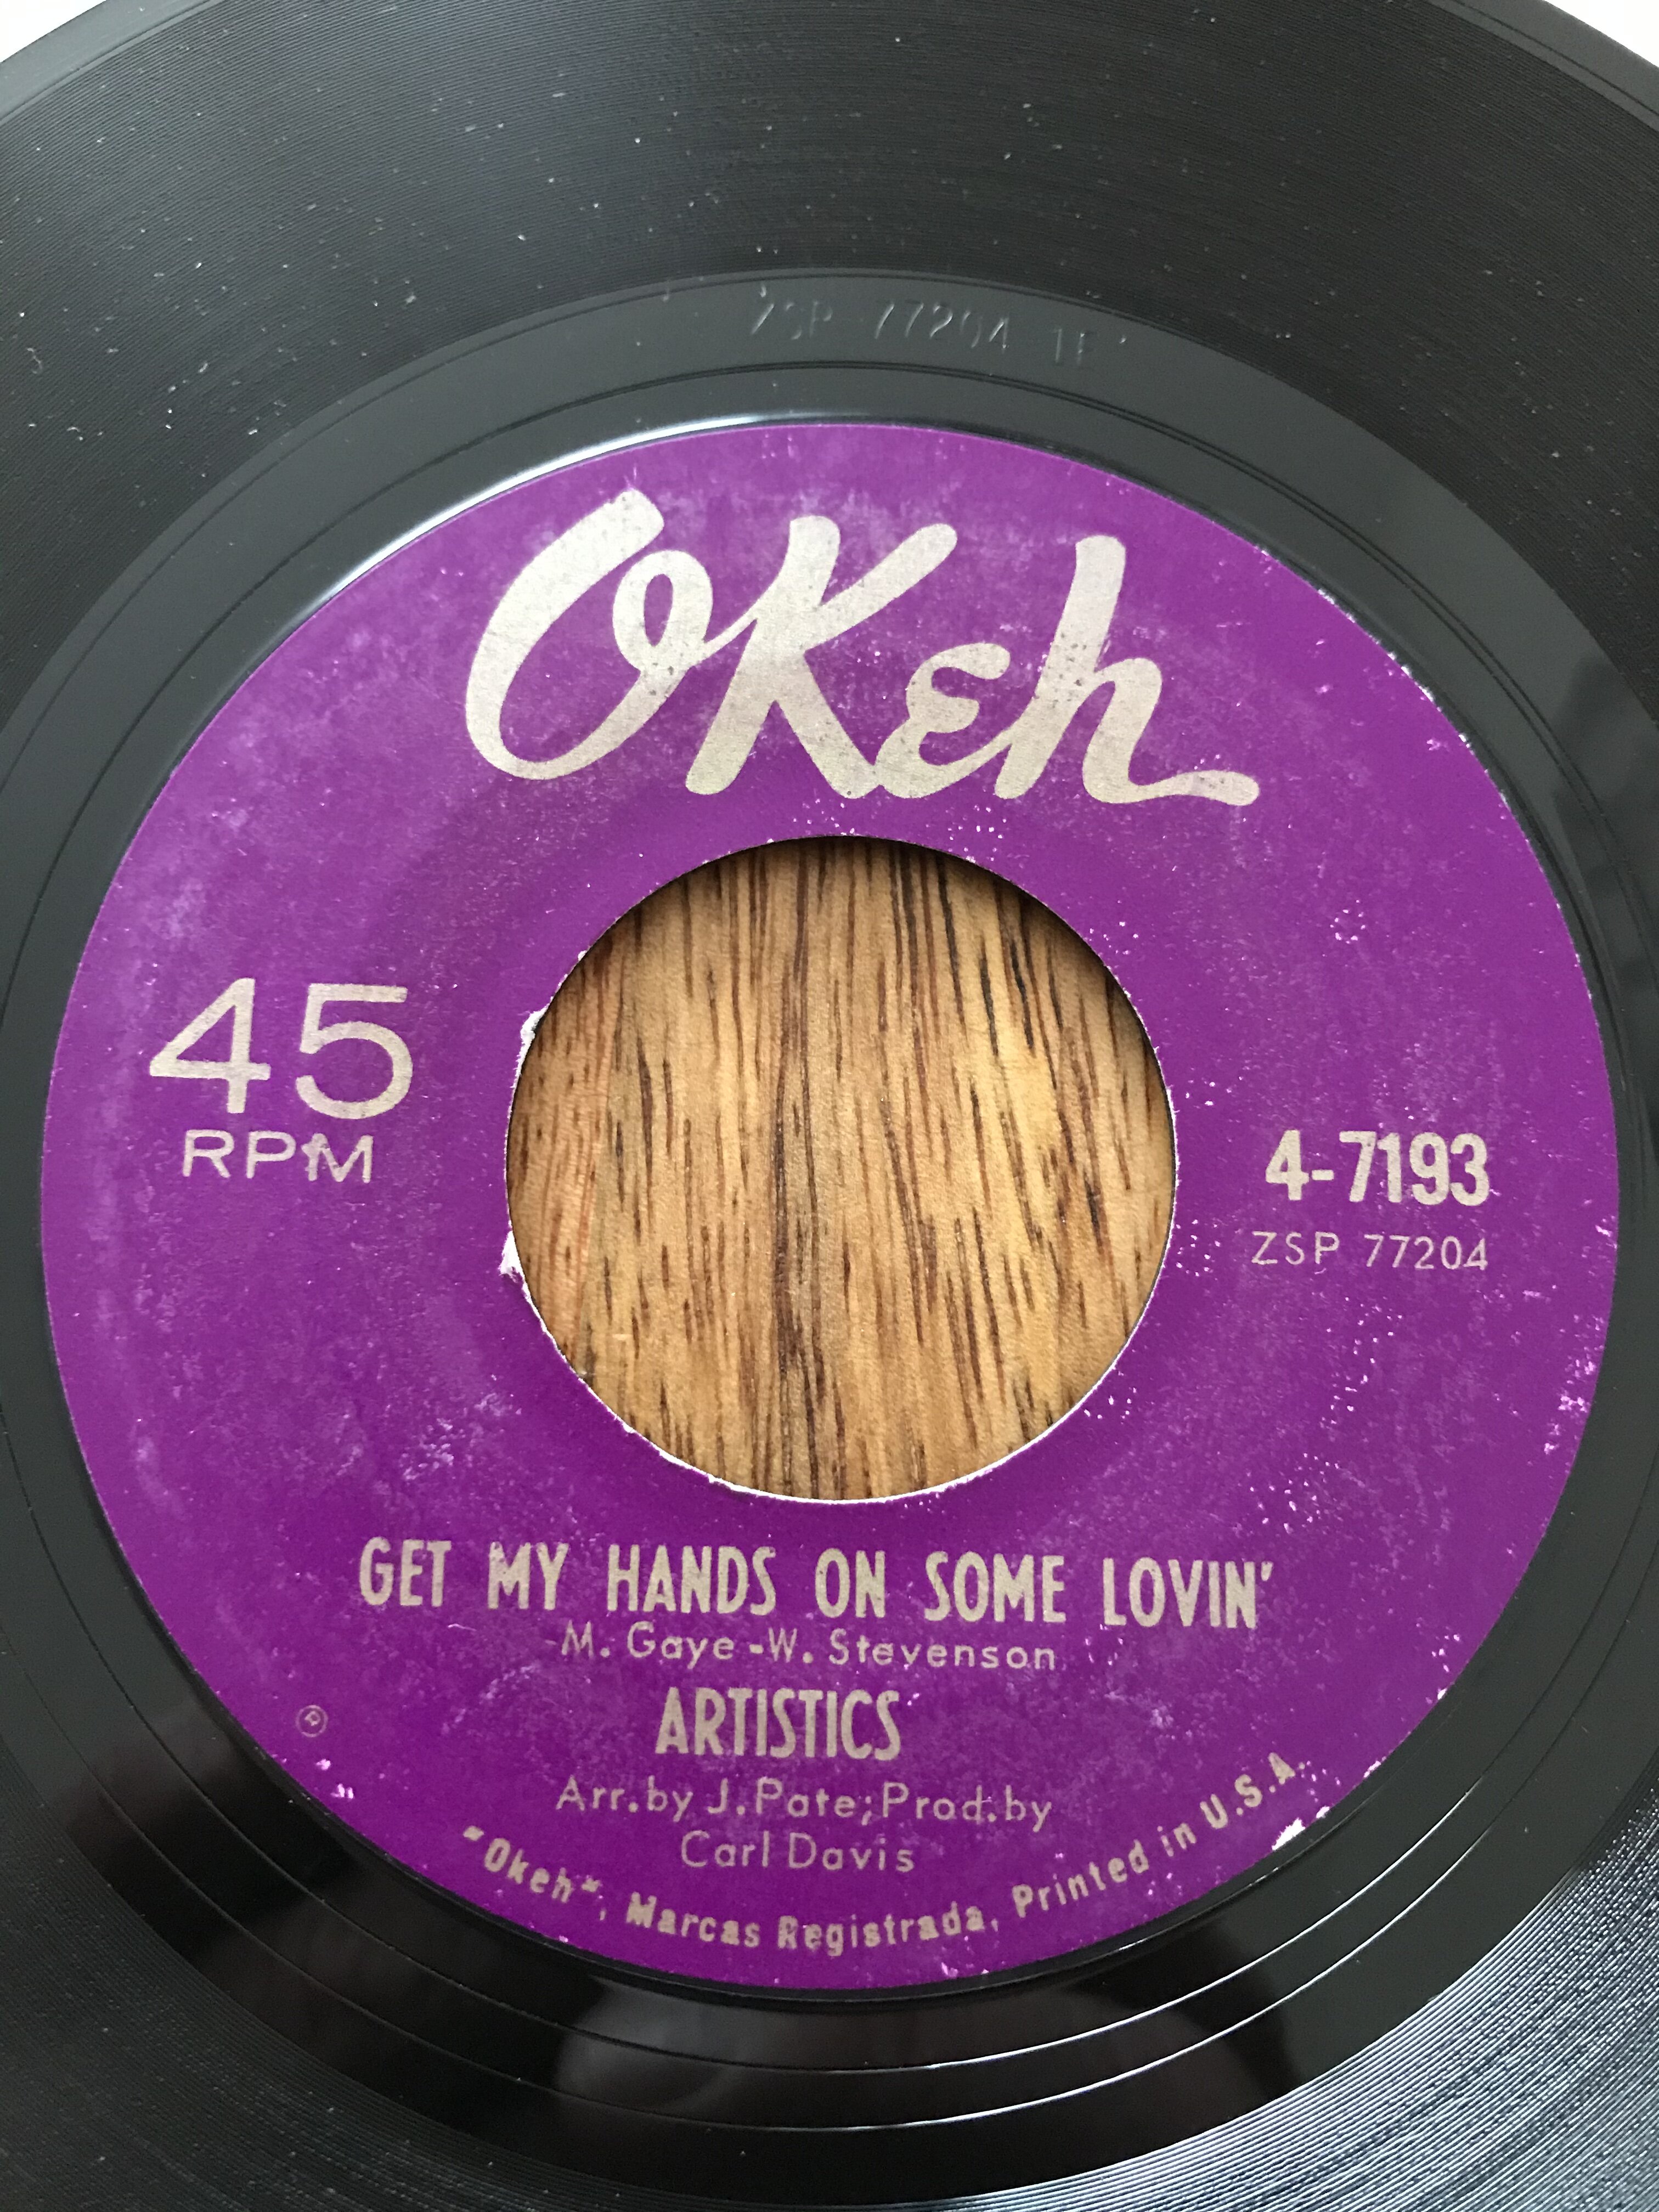 ZSP 77204 1F
OKeh
45
RPM
4-7193
ZSP 77204
GET MY HANDS ON SOME LOVIN'
-M. Gaye -W. Stevenson
ARTISTICS
Arr.by J.Pate;Prod.by
Carl Davis
®
"Okeh", Marcas Registrada, Printed in U.S.A.